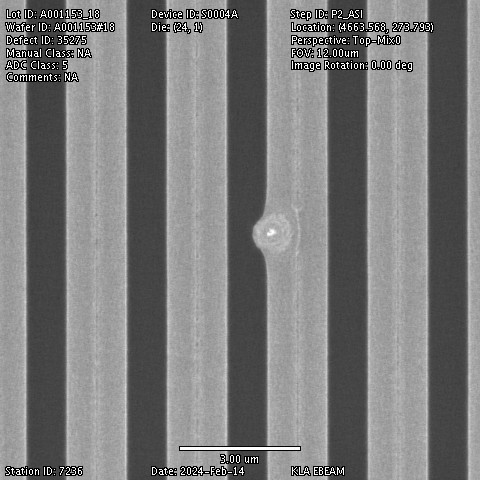 Lot ID: A001153_18
Device ID: S0004A
Step ID: P2_ASI
Wafer ID: A001153#18
Die: (24, 1)
Location: (4663.568, 273.793)
Defect ID: 35275
Perspective: Top-Mix0
Manual Class: NA
FOV: 12.00um
ADC Class: 5
Image Rotation: 0.00 deg
Comments: NA
3.00 um
Station ID: 7236
Date: 2024-Feb-14
KLA EBEAM